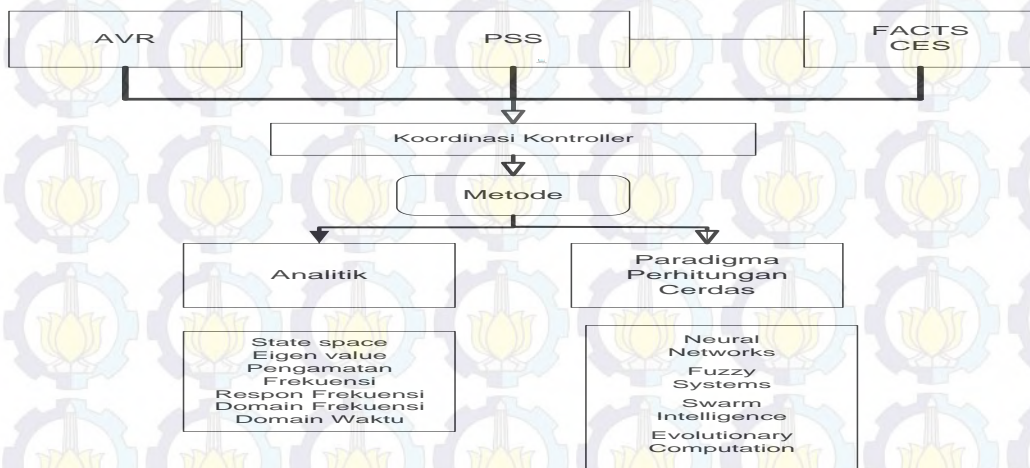 AVR
PSS
FACTS
CES
Koordinasi Kontroller
Metode
Analitik
Paradigma
Perhitungan
Cerdas
State space
Eigen value
Pengamatan
Frekuensi
Respon Frekuensi
Domain Frekuensi
Domain Waktu
Neural
Networks
Fuzzy
Systems
Swarm
Intelligence
Evolutionary
Computation